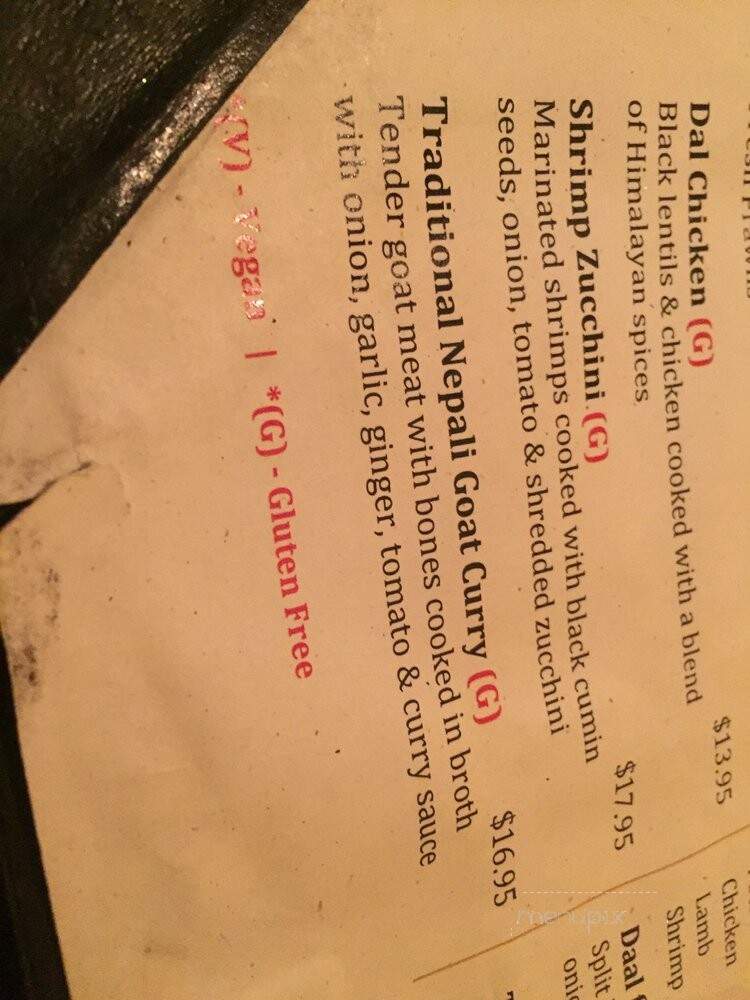 Dal Chicken (G) $13.95
Black lentils & chicken cooked with a blend
of Himalayan spices
Shrimp Zucchini (G) $17.95
Marinated shrimps cooked with black cumin
seeds, onion, tomato & shredded zucchini
Traditional Nepali Goat Curry (G) $16.95
Tender goat meat with bones cooked in broth
with onion, garlic, ginger, tomato & curry sauce
*(V) - Vegan | *(G) - Gluten Free
Chicken
Lamb
Shrimp
Daal
Split
menupix